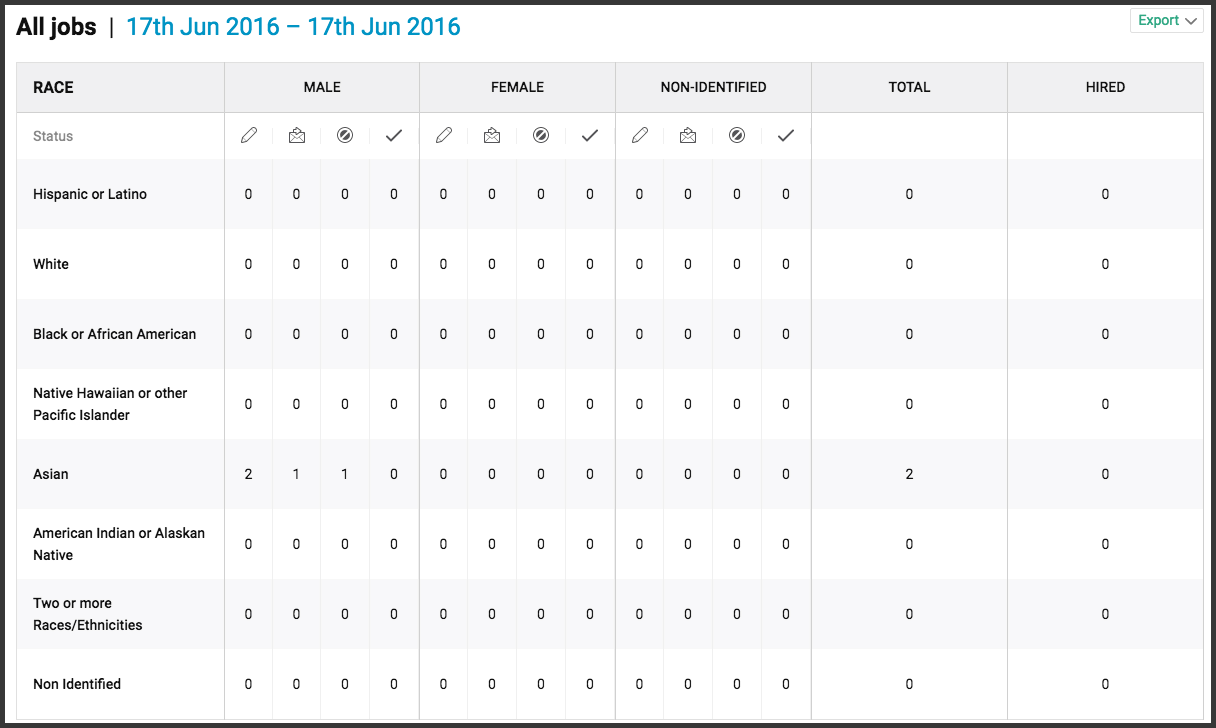 All jobs | 17th Jun 2016 – 17th Jun 2016
Export
RACE MALE FEMALE NON-IDENTIFIED TOTAL HIRED
Status
Hispanic or Latino 0 0 0 0 0 0 0 0 0 0 0 0 0 0
White 0 0 0 0 0 0 0 0 0 0 0 0 0 0
Black or African American 0 0 0 0 0 0 0 0 0 0 0 0 0 0
Native Hawaiian or other
Pacific Islander 0 0 0 0 0 0 0 0 0 0 0 0 0 0
Asian 2 1 1 0 0 0 0 0 0 0 0 0 2 0
American Indian or Alaskan
Native 0 0 0 0 0 0 0 0 0 0 0 0 0 0
Two or more
Races/Ethnicities 0 0 0 0 0 0 0 0 0 0 0 0 0 0
Non Identified 0 0 0 0 0 0 0 0 0 0 0 0 0 0